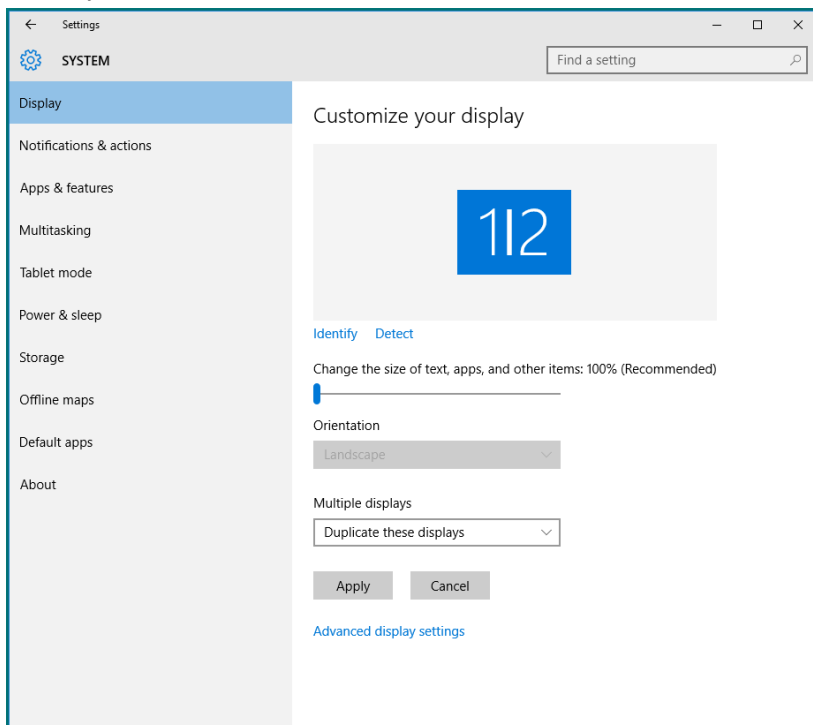 Settings
SYSTEM
Find a setting
Display
Notifications & actions
Apps & features
Multitasking
Tablet mode
Power & sleep
Storage
Offline maps
Default apps
About
Customize your display
1|2
Identify Detect
Change the size of text, apps, and other items: 100% (Recommended)
Orientation
Landscape
Multiple displays
Duplicate these displays
Apply Cancel
Advanced display settings